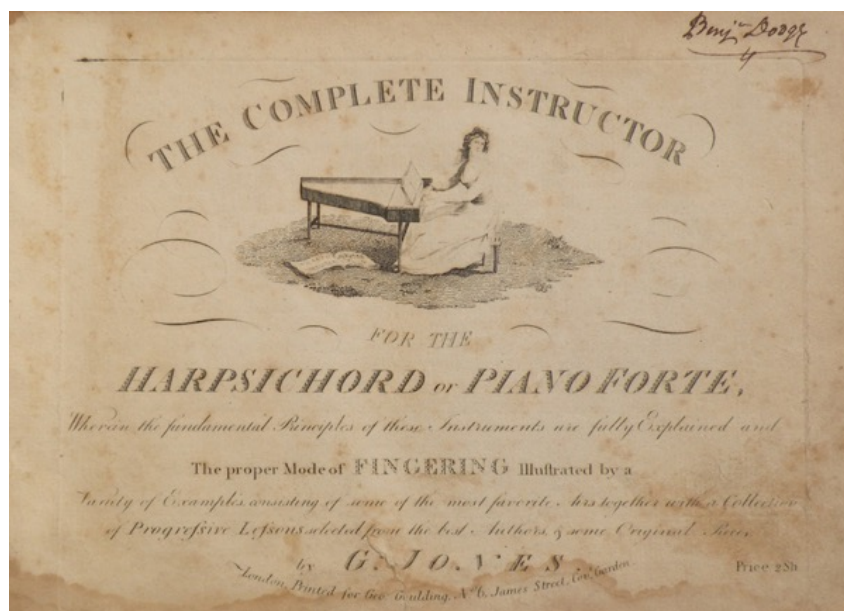 Benjn Dodge
THE COMPLETE INSTRUCTOR
FOR THE
HARPSICHORD or PIANO FORTE,
Wherein the fundamental Principles of these Instruments are fully Explained and
The proper Mode of FINGERING Illuſtrated by a
Variety of Examples, consisting of some of the most favorite Airs together with a Collection
of Progreſsive Leſsons selected from the best Authors, & some Original Pieces
by G. JONES.
Price 2Sh
London, Printed for Geo Goulding, No 6, James Street, Cov. Garden.